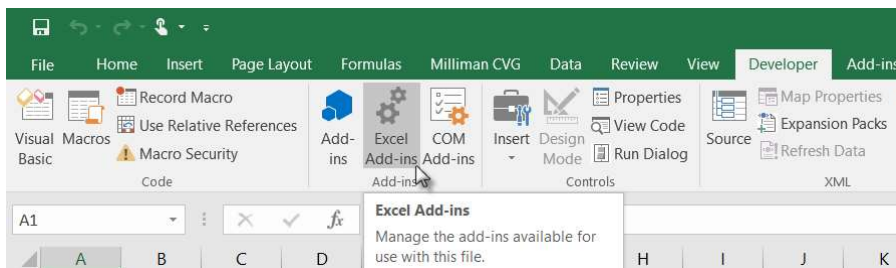 File Home Insert Page Layout Formulas Milliman CVG Data Review View Developer Add-ins
Record Macro Properties Map Properties
Use Relative References View Code Expansion Packs
Visual Macros Add- Excel COM Insert Design Source
Basic Macro Security ins Add-ins Add-ins Mode Run Dialog Refresh Data
Code Add-ins Controls XML
A1 fx Excel Add-ins
Manage the add-ins available for
A B C D use with this file. H I J K